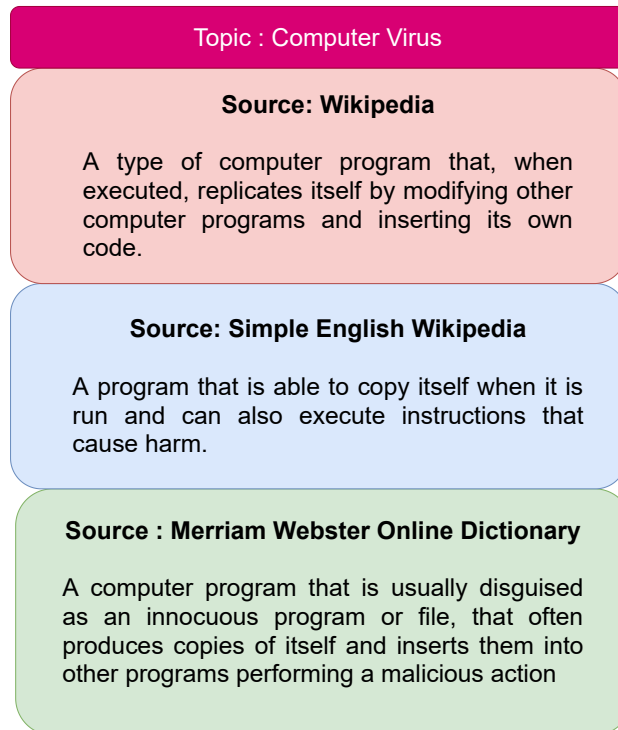 Topic : Computer Virus
Source: Wikipedia
A type of computer program that, when
executed, replicates itself by modifying other
computer programs and inserting its own
code.
Source: Simple English Wikipedia
A program that is able to copy itself when it is
run and can also execute instructions that
cause harm.
Source : Merriam Webster Online Dictionary
A computer program that is usually disguised
as an innocuous program or file, that often
produces copies of itself and inserts them into
other programs performing a malicious action